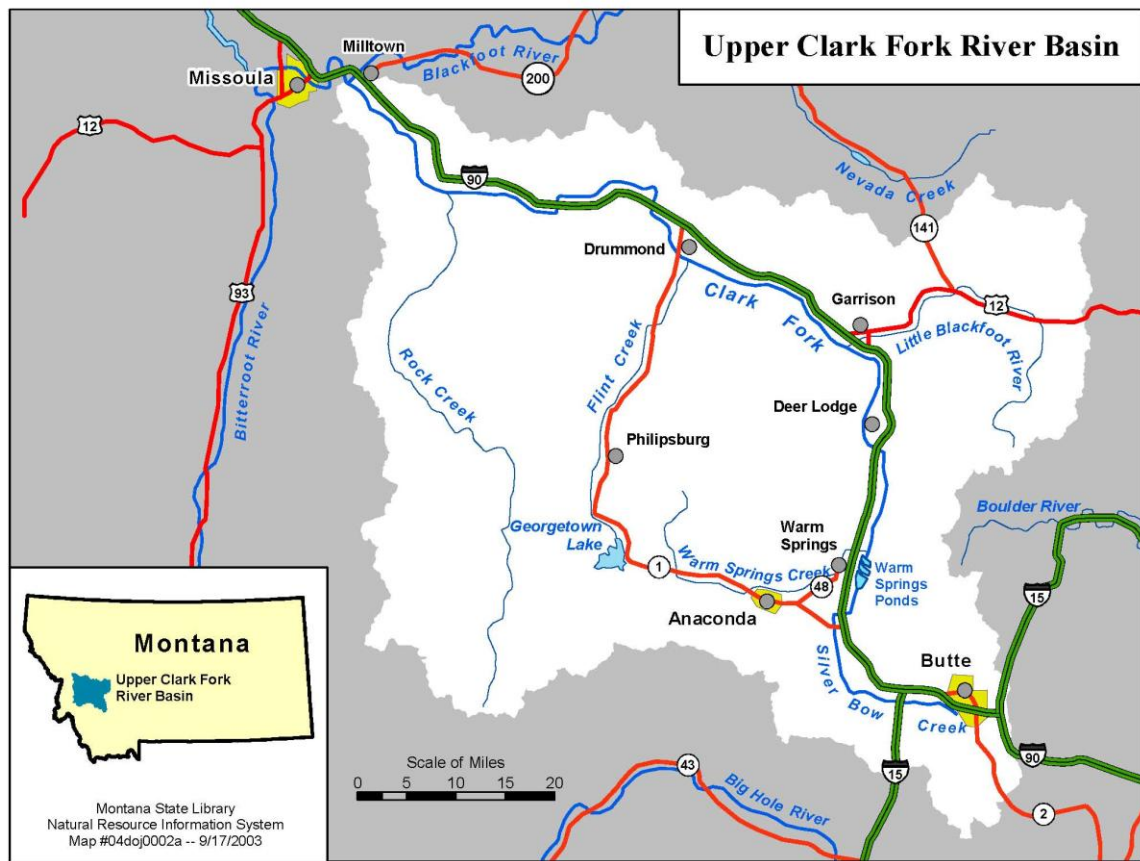 Upper Clark Fork River Basin
Milltown
Blackfoot River
Missoula
200
12
90
Nevada Creek
141
Drummond
Clark
Fork
Garrison
12
93
Little Blackfoot River
Bitterroot River
Rock Creek
Flint Creek
Deer Lodge
Philipsburg
Boulder River
Georgetown
Lake
Warm
Springs
1
Warm Springs Creek
48
Warm
Springs
Ponds
15
Anaconda
Silver
Bow
Creek
Butte
Montana
Upper Clark Fork
River Basin
Scale of Miles
0 5 10 15 20
43
Big Hole River
15
90
2
Montana State Library
Natural Resource Information System
Map #04doj0002a -- 9/17/2003